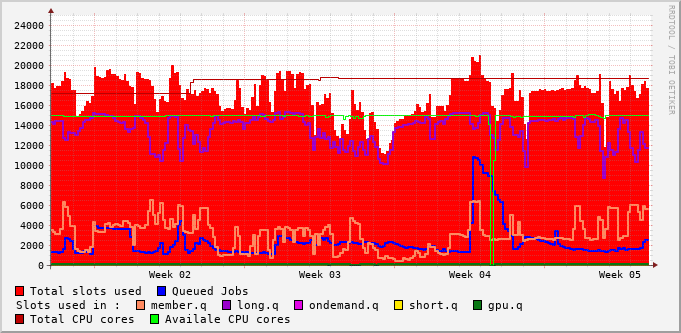 RRDTOOL / TOBI OETIKER
24000
22000
20000
18000
16000
14000
12000
10000
8000
6000
4000
2000
0
Week 02 Week 03 Week 04 Week 05
Total slots used Queued Jobs
Slots used in : member.q long.q ondemand.q short.q gpu.q
Total CPU cores Availale CPU cores